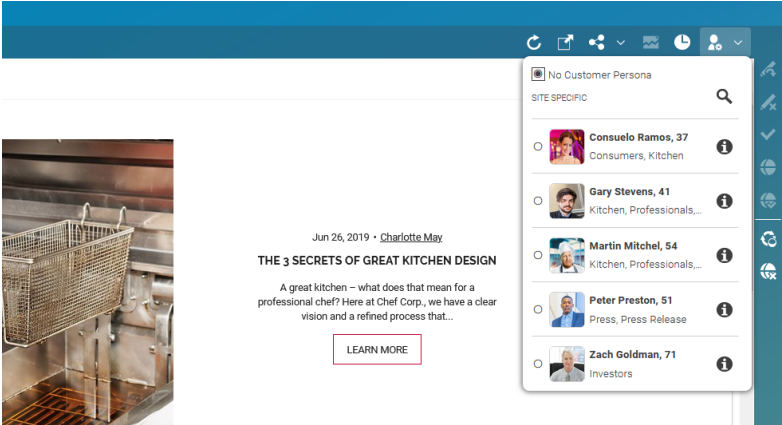 No Customer Persona
SITE SPECIFIC
Consuelo Ramos, 37
Consumers, Kitchen
Gary Stevens, 41
Kitchen, Professionals,...
Martin Mitchel, 54
Kitchen, Professionals,...
Peter Preston, 51
Press, Press Release
Zach Goldman, 71
Investors
Jun 26, 2019 • Charlotte May
THE 3 SECRETS OF GREAT KITCHEN DESIGN
A great kitchen – what does that mean for a
professional chef? Here at Chef Corp., we have a clear
vision and a refined process that...
LEARN MORE